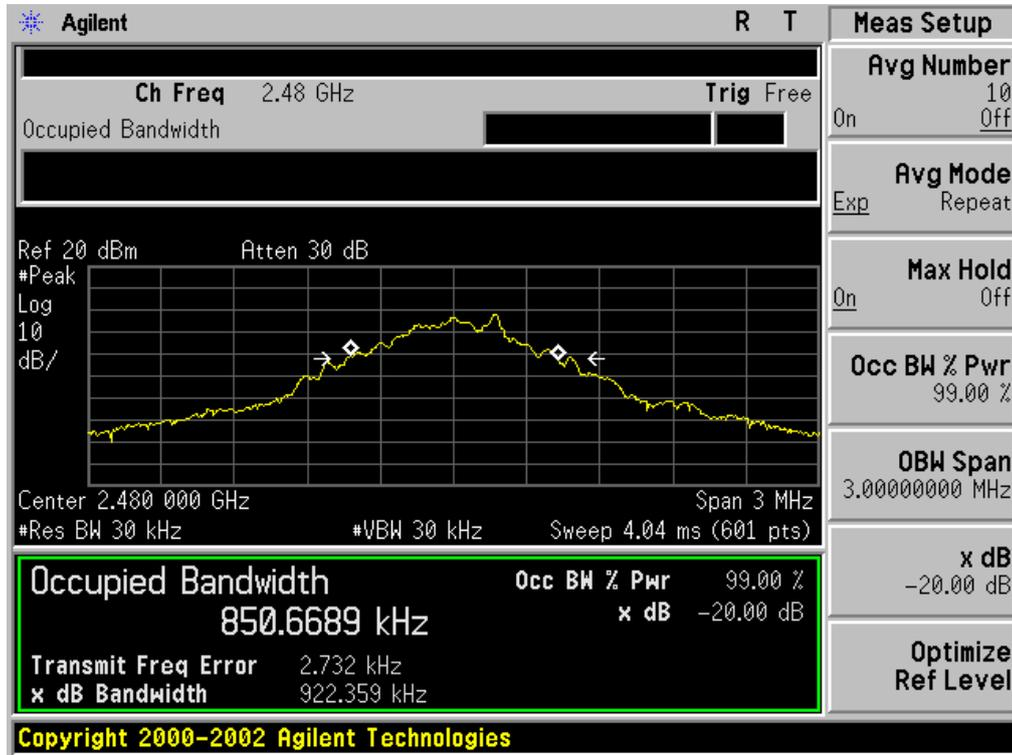 Agilent R T
Ch Freq 2.48 GHz Trig Free
Occupied Bandwidth
Ref 20 dBm Atten 30 dB
#Peak
Log
10
dB/
Center 2.480 000 GHz Span 3 MHz
#Res BW 30 kHz #VBW 30 kHz Sweep 4.04 ms (601 pts)
Occupied Bandwidth
850.6689 kHz
Occ BW % Pwr 99.00 %
x dB -20.00 dB
Transmit Freq Error 2.732 kHz
x dB Bandwidth 922.359 kHz
Copyright 2000-2002 Agilent Technologies
Meas Setup
Avg Number
10
On Off
Avg Mode
Exp Repeat
Max Hold
On Off
Occ BW % Pwr
99.00 %
OBW Span
3.00000000 MHz
x dB
-20.00 dB
Optimize
Ref Level